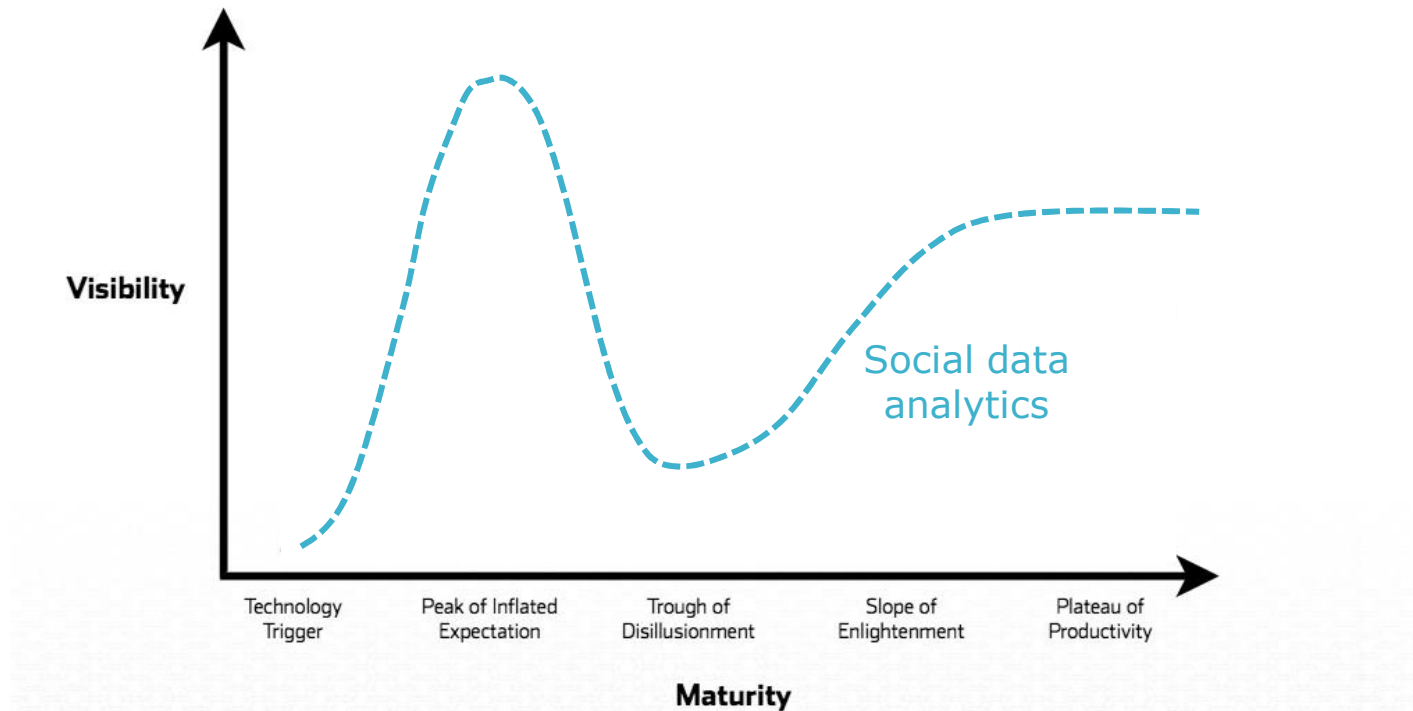 Visibility
Social data
analytics
Technology
Trigger
Peak of Inflated
Expectation
Trough of
Disillusionment
Slope of
Enlightenment
Plateau of
Productivity
Maturity